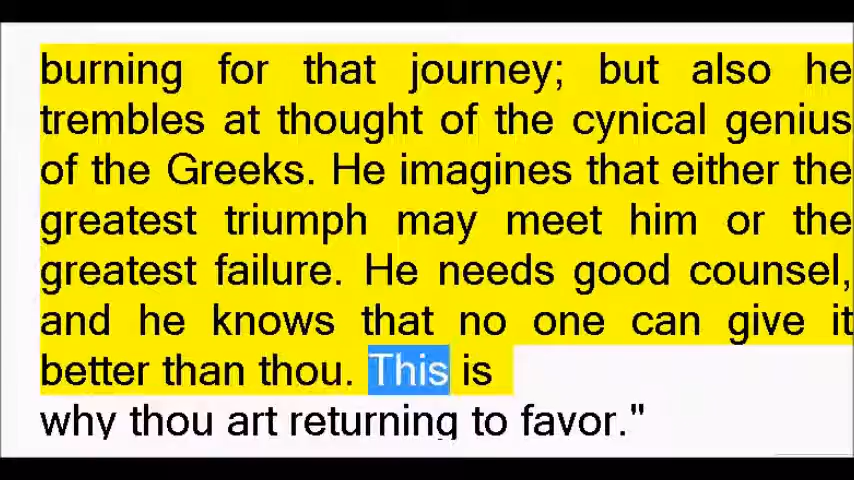 burning for that journey; but also he
trembles at thought of the cynical genius
of the Greeks. He imagines that either the
greatest triumph may meet him or the
greatest failure. He needs good counsel,
and he knows that no one can give it
better than thou. This is
why thou art returning to favor."